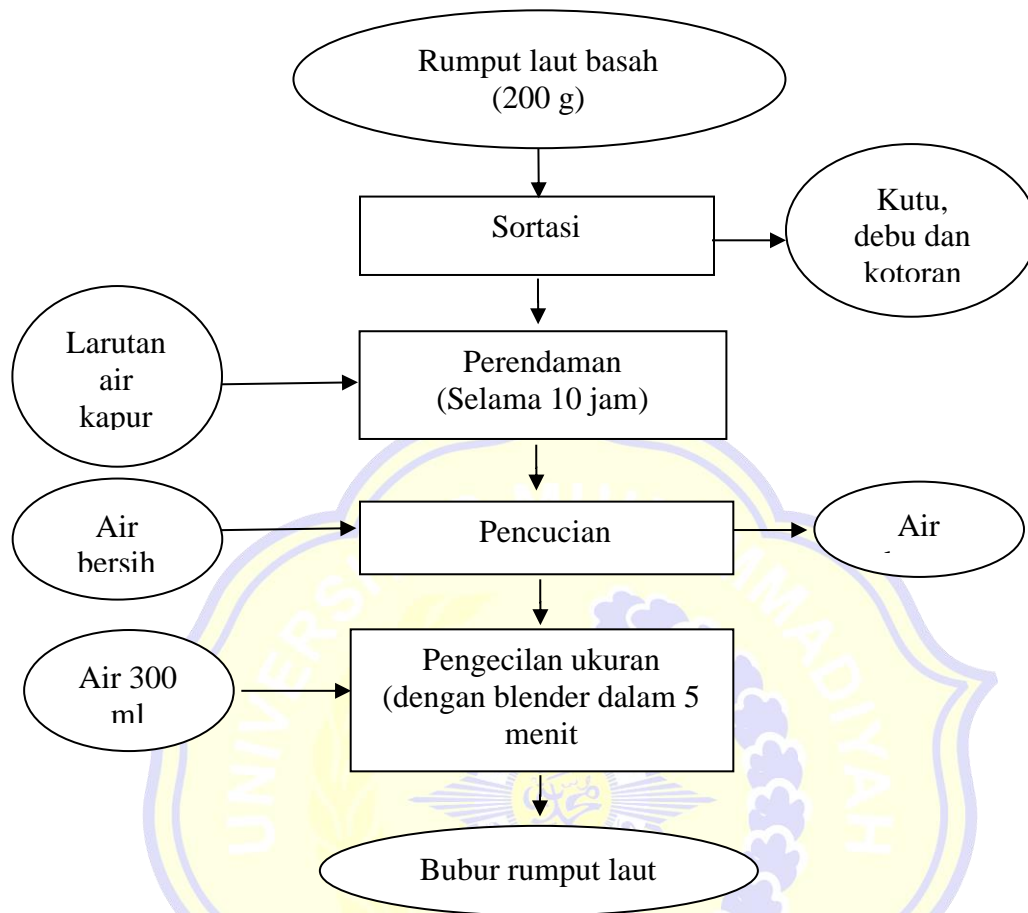 Rumput laut basah
(200 g)
Sortasi
Kutu,
debu dan
kotoran
Larutan
air
kapur
Perendaman
(Selama 10 jam)
Air
bersih
Pencucian
Air
Air 300
ml
Pengecilan ukuran
(dengan blender dalam 5
menit
Bubur rumput laut